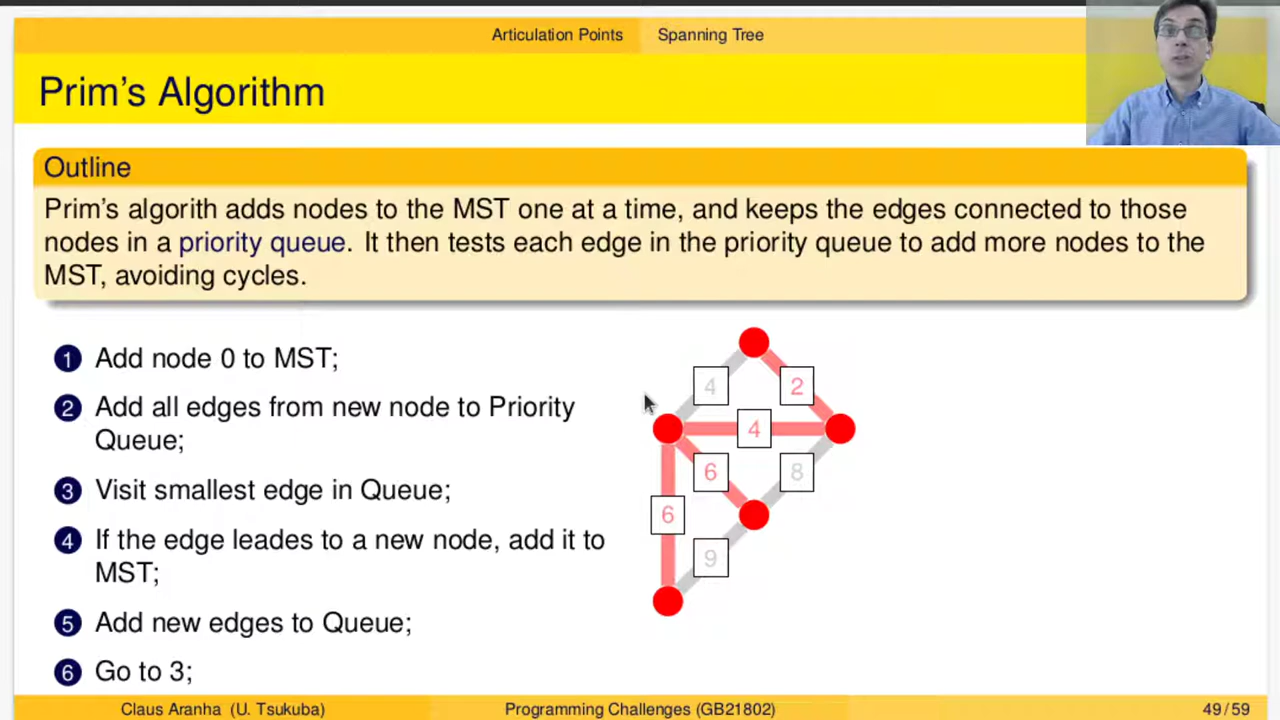 Articulation Points Spanning Tree
Prim's Algorithm
Outline
Prim's algorith adds nodes to the MST one at a time, and keeps the edges connected to those
nodes in a priority queue. It then tests each edge in the priority queue to add more nodes to the
MST, avoiding cycles.
1 Add node 0 to MST;
2 Add all edges from new node to Priority
Queue;
3 Visit smallest edge in Queue;
4 If the edge leades to a new node, add it to
MST;
5 Add new edges to Queue;
6 Go to 3;
4 2
4
6 8
6
9
Claus Aranha (U. Tsukuba) Programming Challenges (GB21802) 49/59